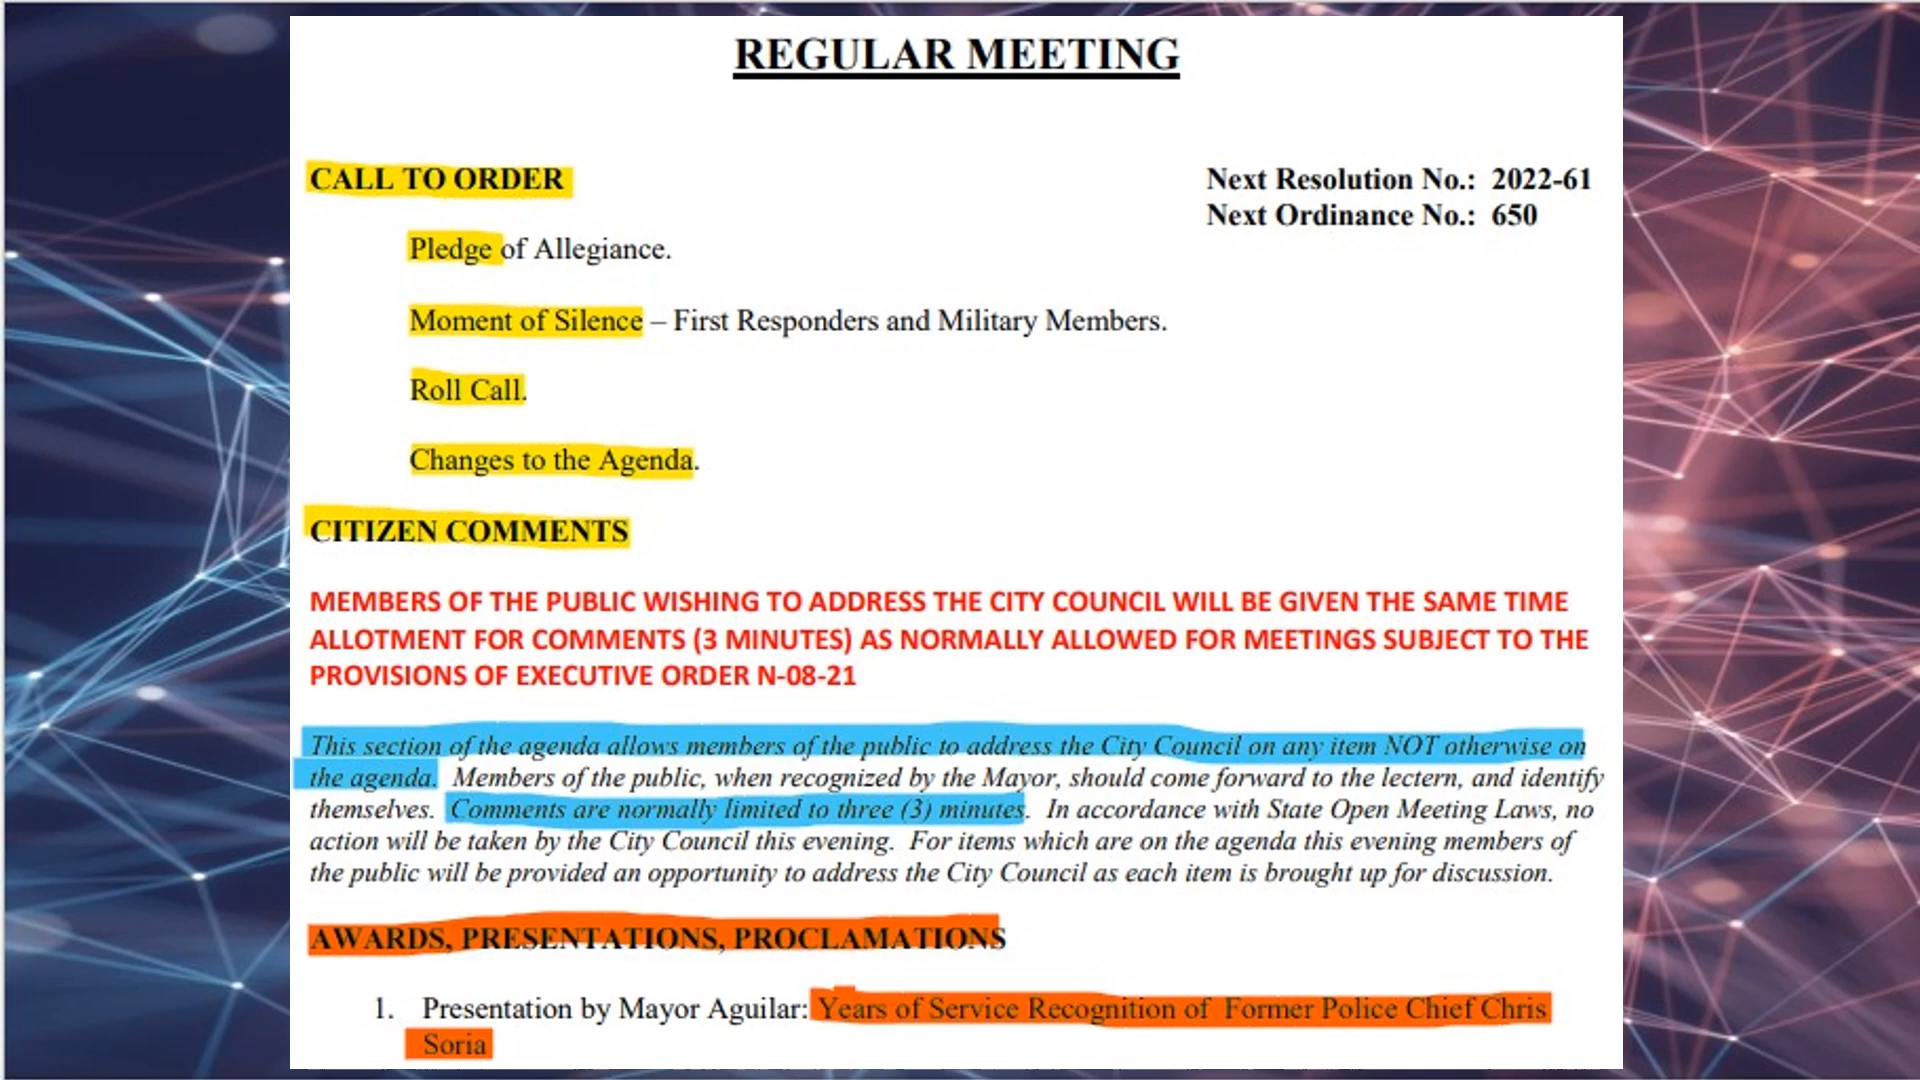 REGULAR MEETING
CALL TO ORDER
Next Resolution No.: 2022-61
Next Ordinance No.: 650
Pledge of Allegiance.
Moment of Silence – First Responders and Military Members.
Roll Call.
Changes to the Agenda.
CITIZEN COMMENTS
MEMBERS OF THE PUBLIC WISHING TO ADDRESS THE CITY COUNCIL WILL BE GIVEN THE SAME TIME
ALLOTMENT FOR COMMENTS (3 MINUTES) AS NORMALLY ALLOWED FOR MEETINGS SUBJECT TO THE
PROVISIONS OF EXECUTIVE ORDER N-08-21
This section of the agenda allows members of the public to address the City Council on any item NOT otherwise on
the agenda. Members of the public, when recognized by the Mayor, should come forward to the lectern, and identify
themselves. Comments are normally limited to three (3) minutes. In accordance with State Open Meeting Laws, no
action will be taken by the City Council this evening. For items which are on the agenda this evening members of
the public will be provided an opportunity to address the City Council as each item is brought up for discussion.
AWARDS, PRESENTATIONS, PROCLAMATIONS
1. Presentation by Mayor Aguilar: Years of Service Recognition of Former Police Chief Chris
Soria